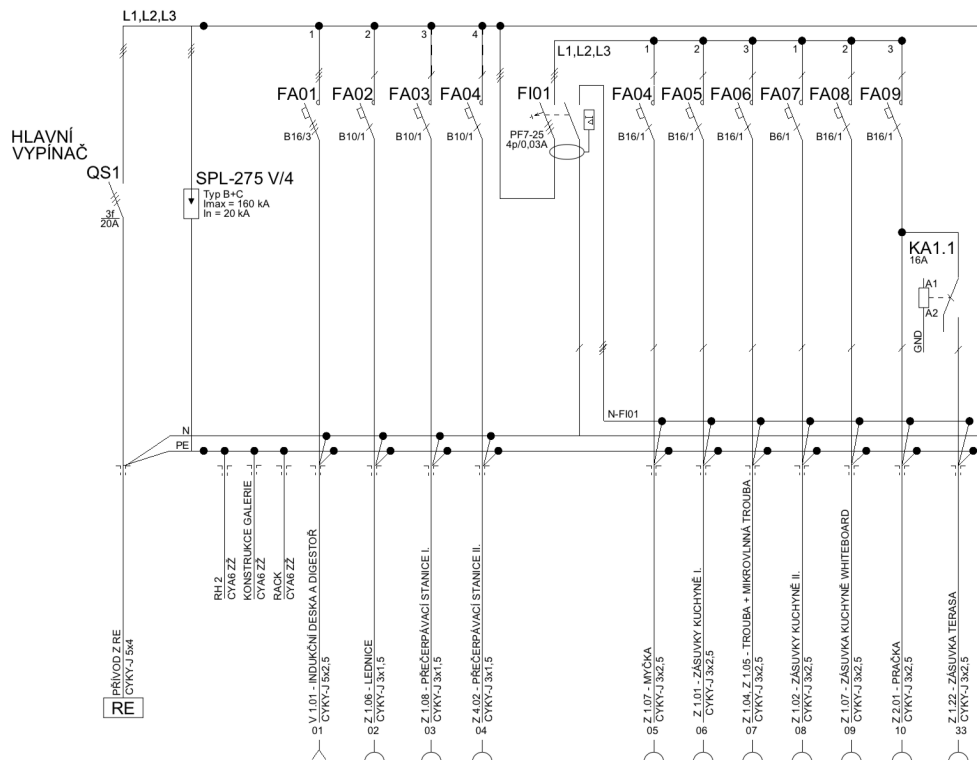 L1,L2,L3
1
2
3
4
L1,L2,L3
1
2
3
1
2
3
FA01
FA02
FA03
FA04
FI01
FA04
FA05
FA06
FA07
FA08
FA09
B16/3
B10/1
B10/1
B10/1
PF7-25
4p/0,03A
B16/1
B16/1
B16/1
B6/1
B16/1
B16/1
HLAVNÍ
VYPÍNAČ
QS1
3f
20A
SPL-275 V/4
Typ B+C
Imax = 160 kA
In = 20 kA
KA1.1
16A
A1
A2
GND
N-FI01
N
PE
PŘÍVOD Z RE
CYKY-J 5x4
RE
RH 2
CYA6 ZŽ
KONSTRUKCE GALERIE
CYA6 ZŽ
RACK
CYA6 ZŽ
V 1.01 - INDUKČNÍ DESKA A DIGESTOŘ
CYKY-J 5x2,5
01
Z 1.06 - LEDNICE
CYKY-J 3x1,5
02
Z 1.08 - PŘEČERPÁVACÍ STANICE I.
CYKY-J 3x1,5
03
Z 4.02 - PŘEČERPÁVACÍ STANICE II.
CYKY-J 3x1,5
04
Z 1.07 - MYČKA
CYKY-J 3x2,5
05
Z 1.01 - ZÁSUVKY KUCHYNĚ I.
CYKY-J 3x2,5
06
Z 1.04, Z 1.05 - TROUBA + MIKROVLNNÁ TROUBA
CYKY-J 3x2,5
07
Z 1.02 - ZÁSUVKY KUCHYNĚ II.
CYKY-J 3x2,5
08
Z 1.07 - ZÁSUVKA KUCHYNĚ WHITEBOARD
CYKY-J 3x2,5
09
Z 2.01 - PRAČKA
CYKY-J 3x2,5
10
Z 1.22 - ZÁSUVKA TERASA
CYKY-J 3x2,5
33